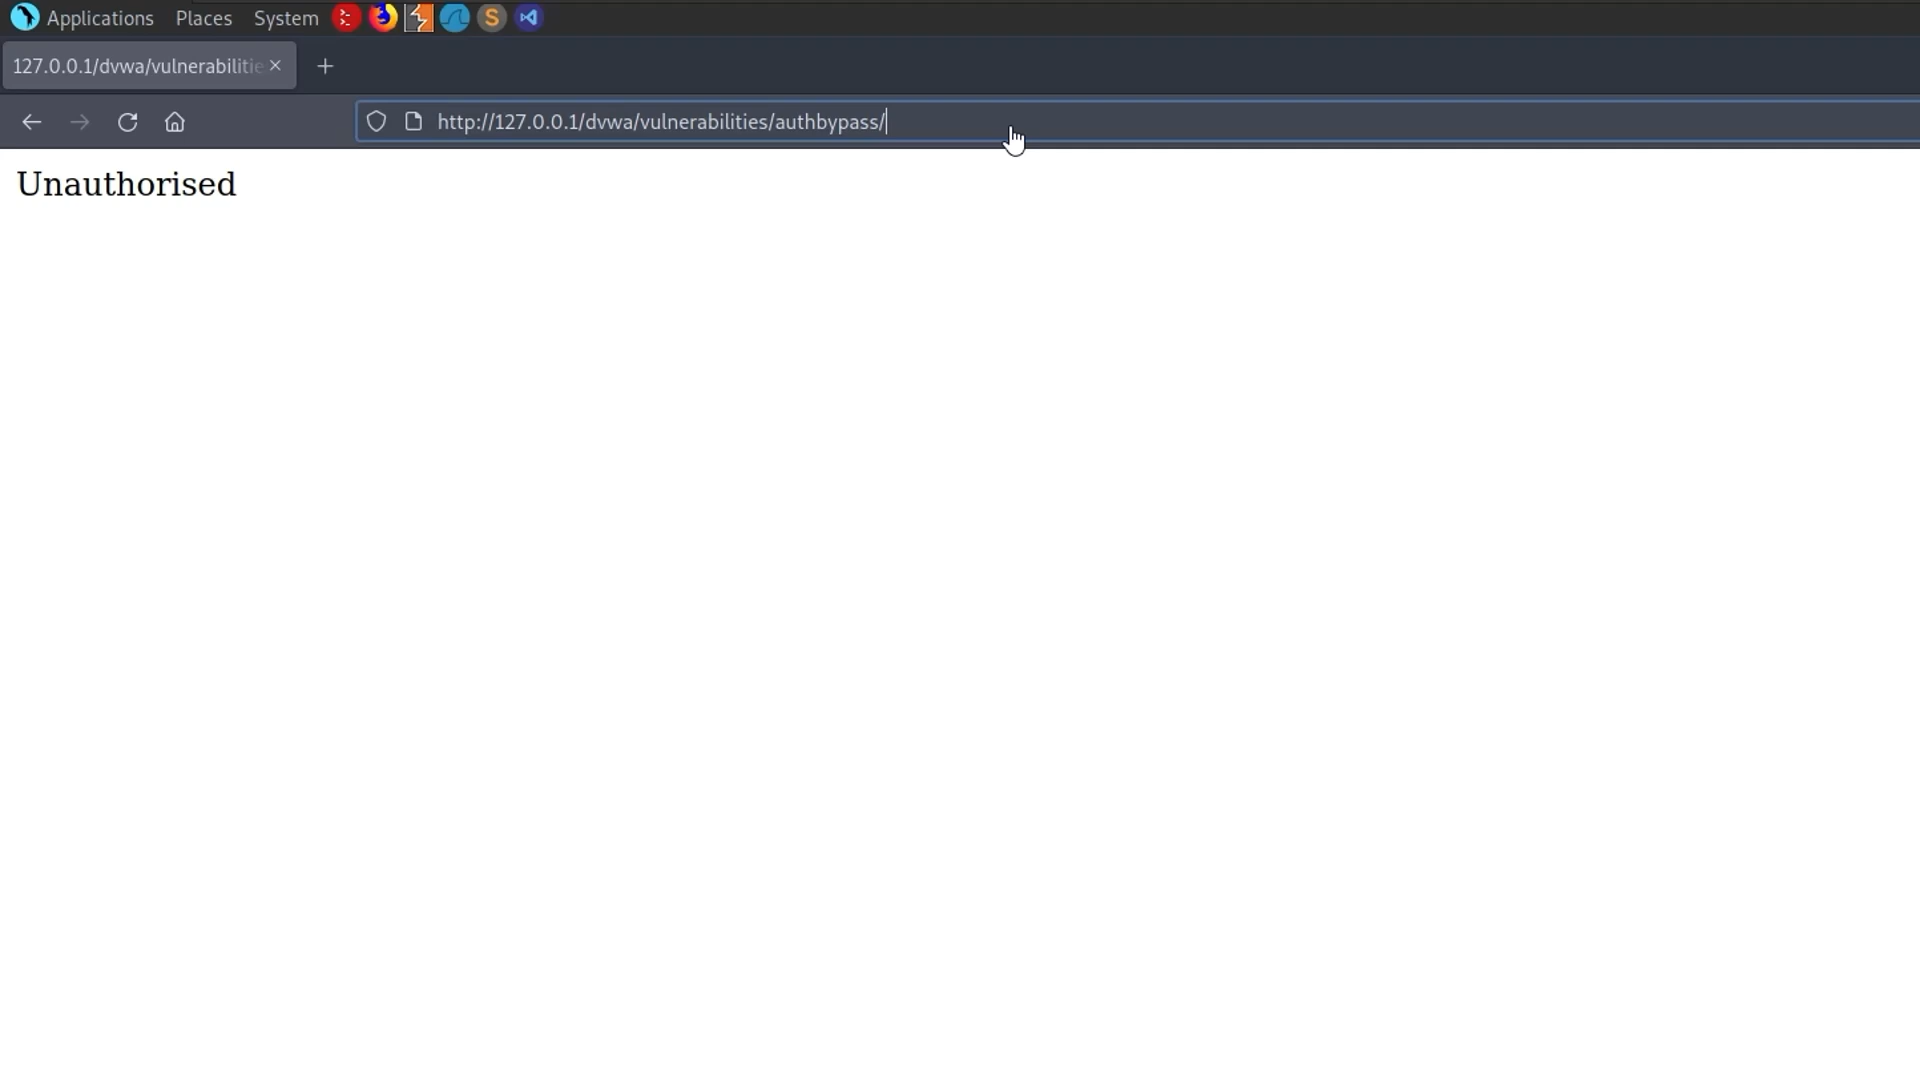 Applications Places System
127.0.0.1/dvwa/vulnerabilitie
http://127.0.0.1/dvwa/vulnerabilities/authbypass/
Unauthorised